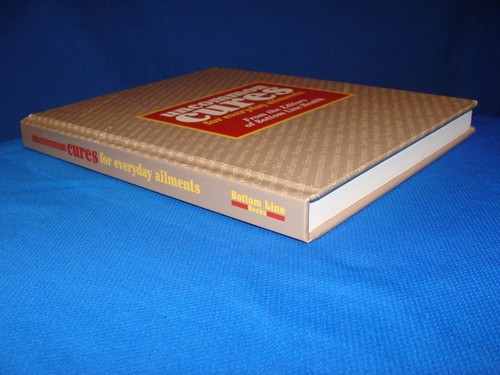 uncommon
cures
for everyday ailments
From the Editors
of Bottom Line Health
uncommon cures for everyday ailments
Bottom Line
Books